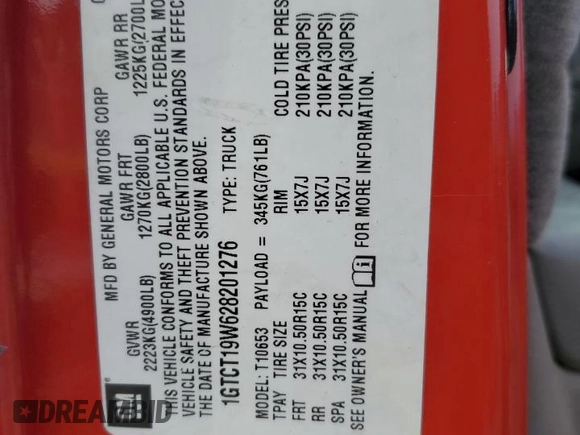 MFD BY GENERAL MOTORS CORP
GVWR GAWR FRT GAWR RR
2223KG(4900LB) 1270KG(2800LB) 1225KG(2700L
THIS VEHICLE CONFORMS TO ALL APPLICABLE U.S. FEDERAL MO
VEHICLE SAFETY AND THEFT PREVENTION STANDARDS IN EFFEC
THE DATE OF MANUFACTURE SHOWN ABOVE.
1GTCT19W628201276 TYPE: TRUCK
MODEL: T10653 PAYLOAD = 345KG(761LB)
TPAY TIRE SIZE RIM COLD TIRE PRES
FRT 31X10.50R15C 15X7J 210KPA(30PSI)
RR 31X10.50R15C 15X7J 210KPA(30PSI)
SPA 31X10.50R15C 15X7J 210KPA(30PSI)
SEE OWNER'S MANUAL i FOR MORE INFORMATION.
GM
DREAMBID